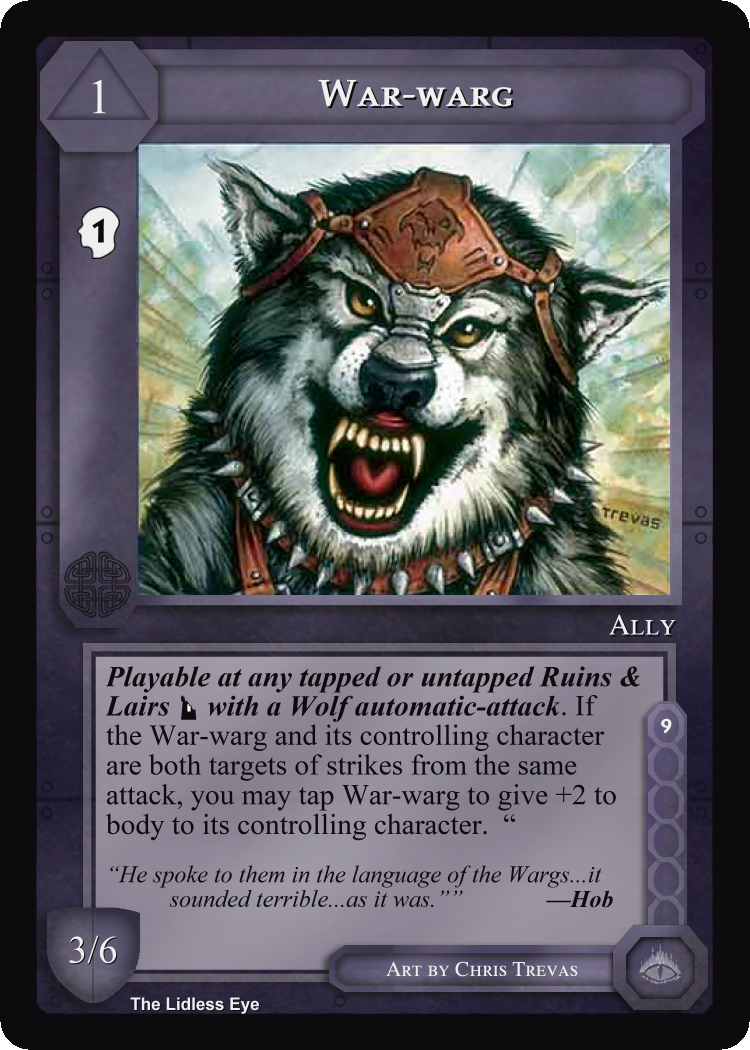 1
War-warg
1
Trevas
Ally
Playable at any tapped or untapped Ruins &
Lairs with a Wolf automatic-attack. If
the War-warg and its controlling character
are both targets of strikes from the same
attack, you may tap War-warg to give +2 to
body to its controlling character. “
9
“He spoke to them in the language of the Wargs...it
sounded terrible...as it was.”” —Hob
3/6
Art by Chris Trevas
The Lidless Eye